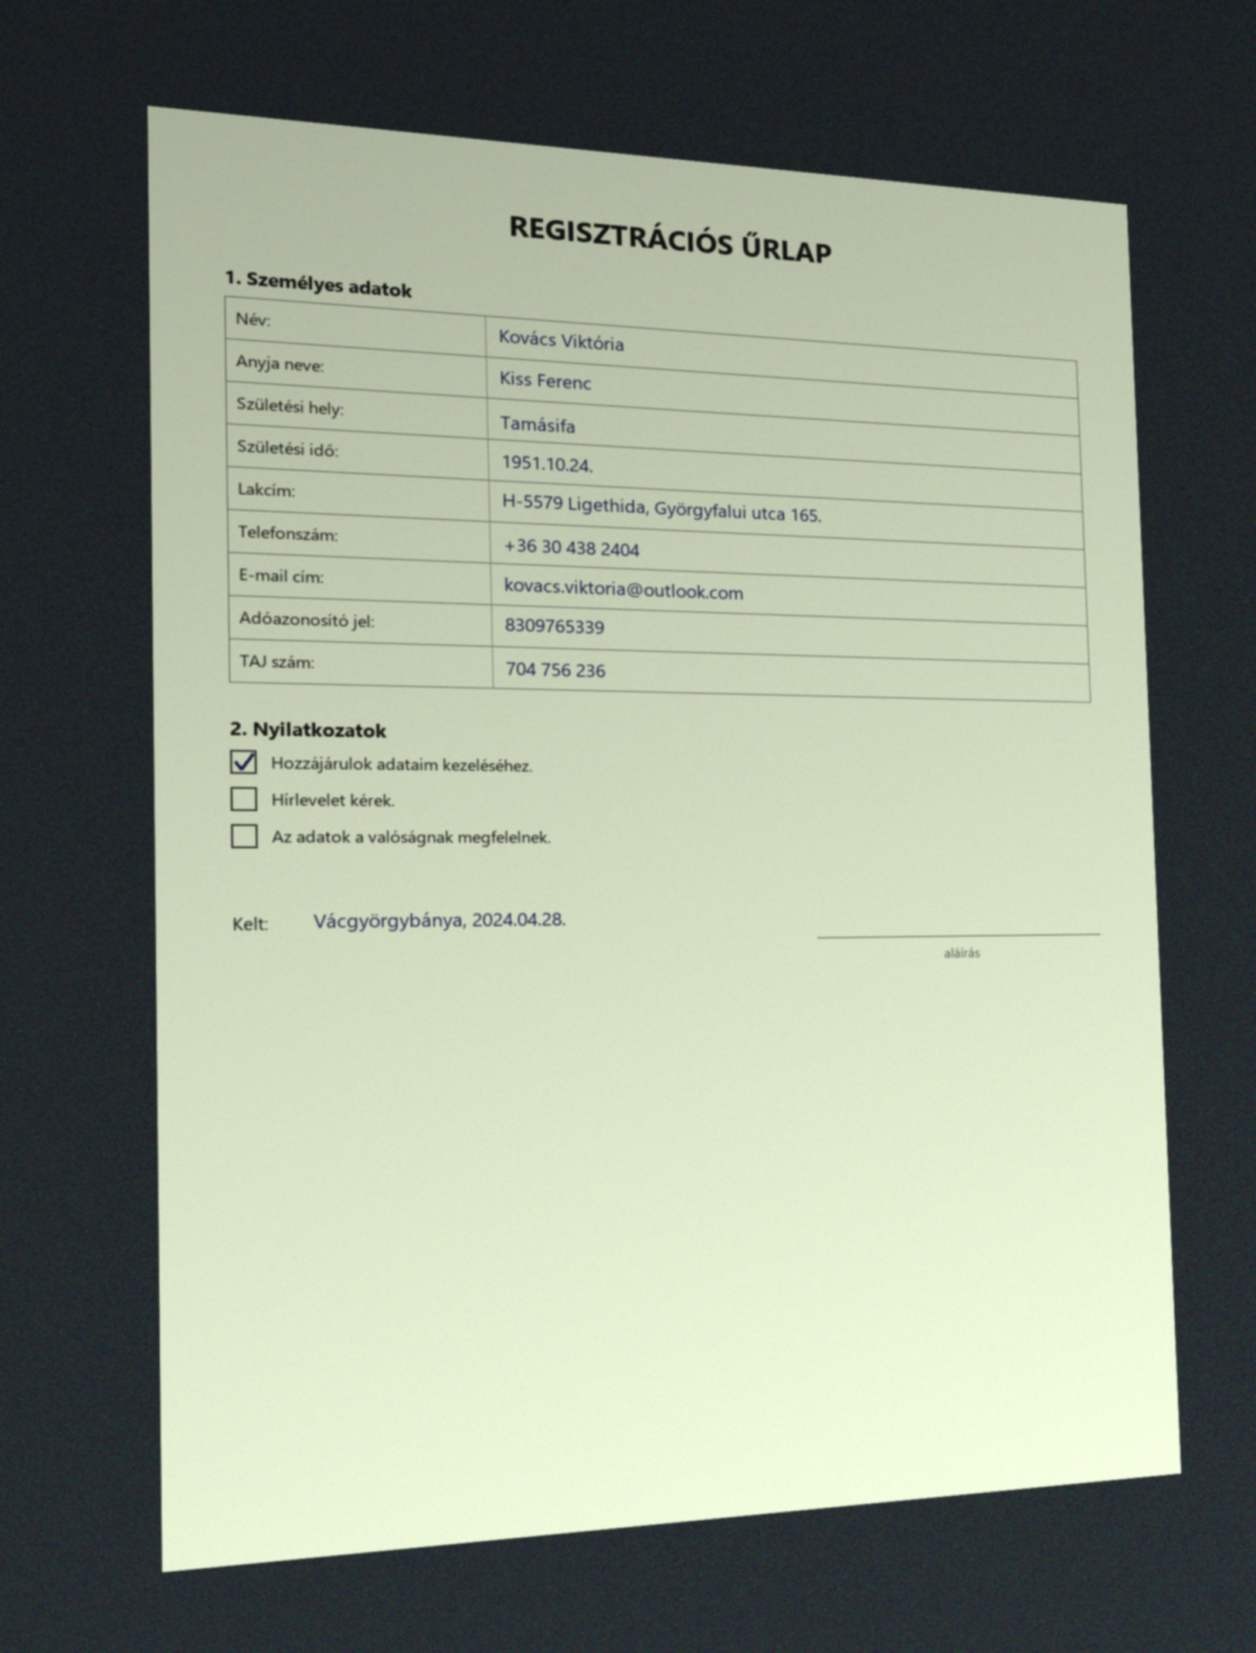 REGISZTRÁCIÓS ŰRLAP
1. Személyes adatok
Név: Kovács Viktória
Anyja neve: Kiss Ferenc
Születési hely: Tamásifa
Születési idő: 1951.10.24.
Lakcím: H-5579 Ligethida, Györgyfalui utca 165.
Telefonszám: +36 30 438 2404
E-mail cím: kovacs.viktoria@outlook.com
Adóazonosító jel: 8309765339
TAJ szám: 704 756 236
2. Nyilatkozatok
Hozzájárulok adataim kezeléséhez.
Hírlevelet kérek.
Az adatok a valóságnak megfelelnek.
Kelt: Vácgyörgybánya, 2024.04.28.
aláírás